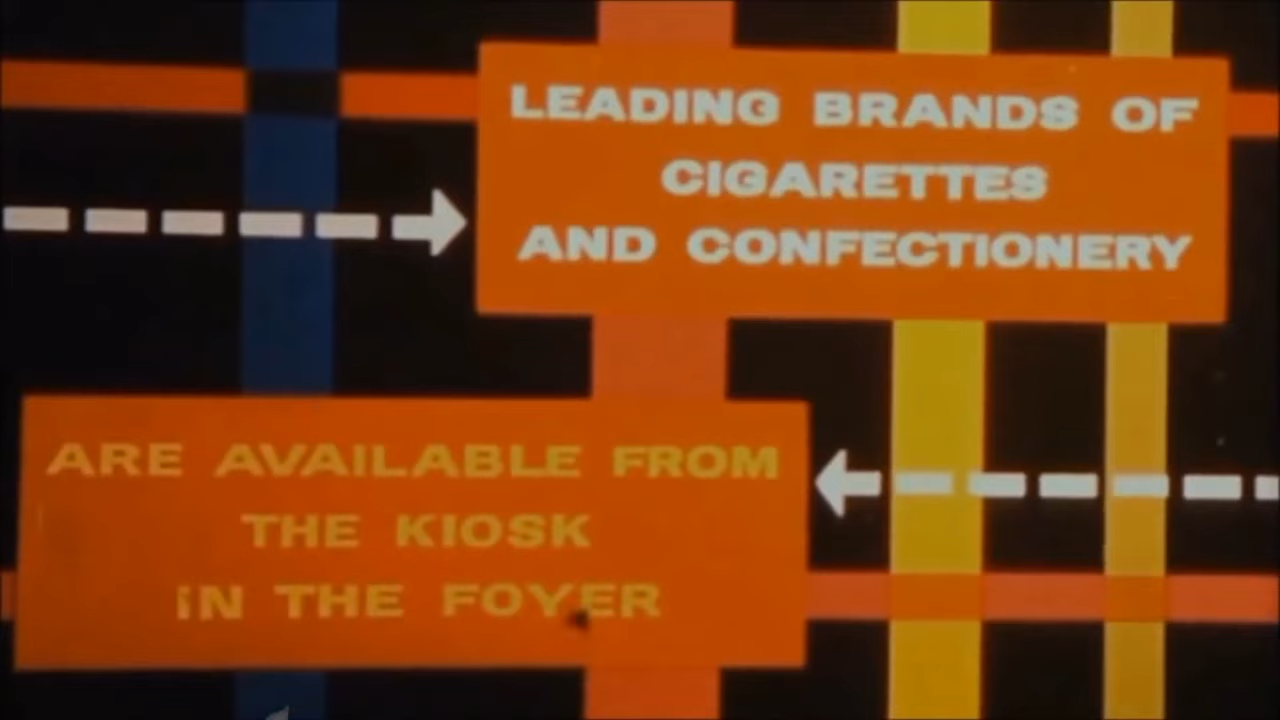 LEADING BRANDS OF
CIGARETTES
AND CONFECTIONERY
ARE AVAILABLE FROM
THE KIOSK
IN THE FOYER